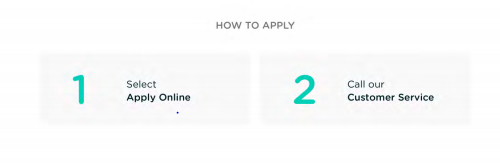 HOW TO APPLY
1
Select
Apply Online
2
Call our
Customer Service